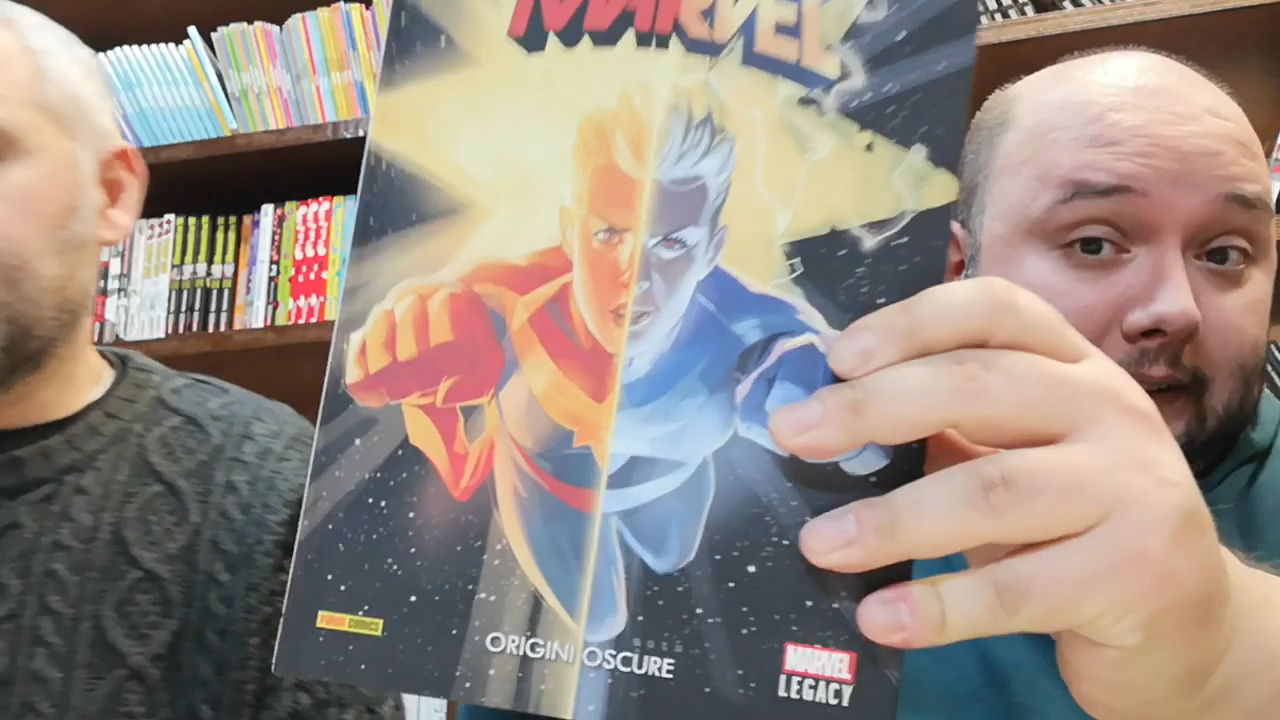 MARVEL
PANINI COMICS
ORIGINI OSCURE
MARVEL
LEGACY